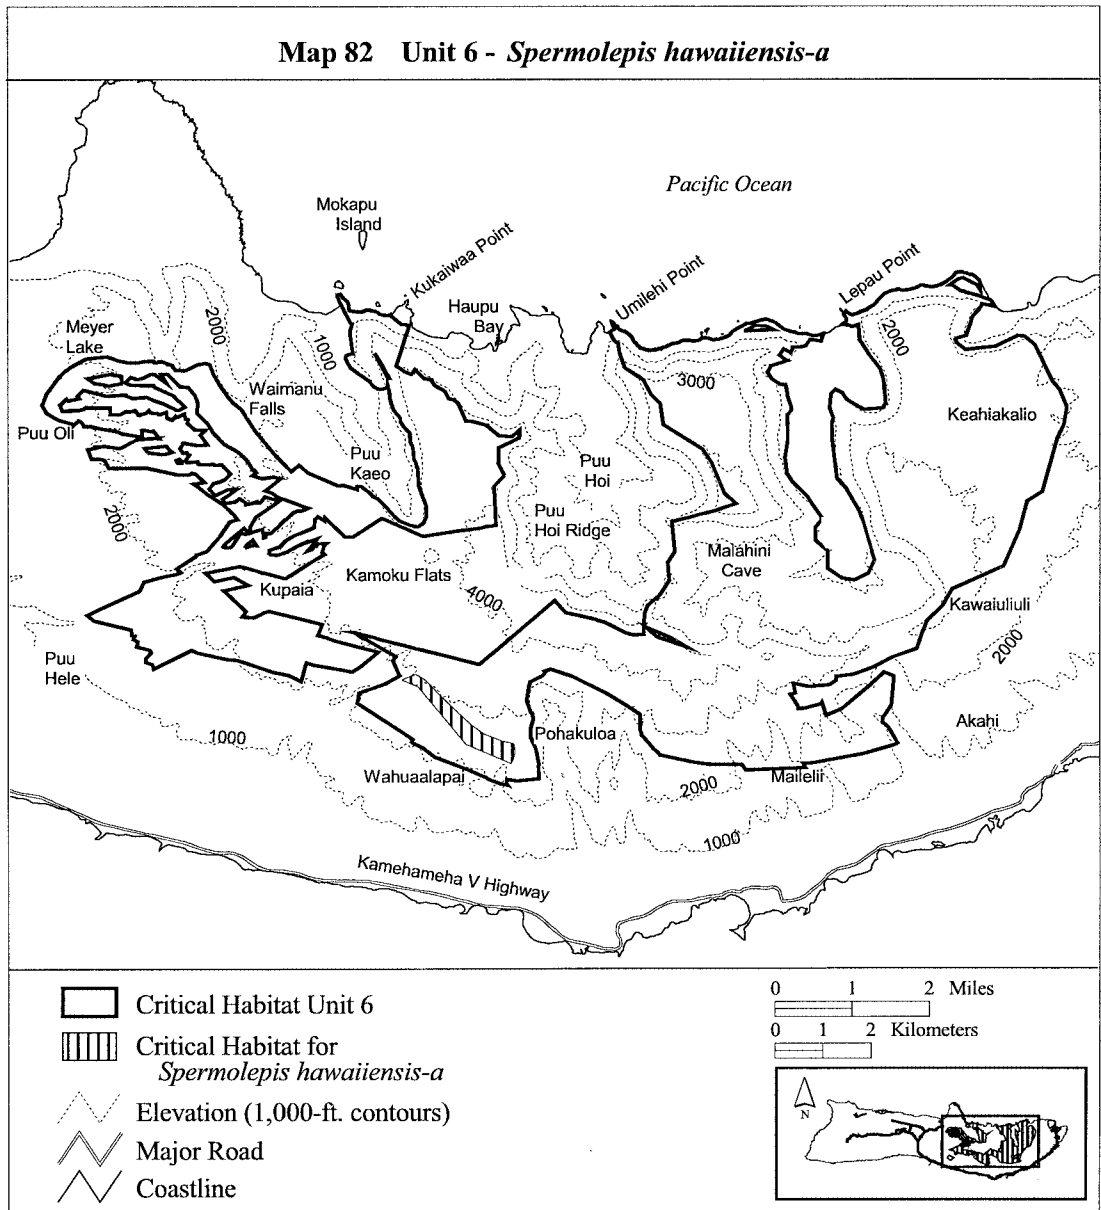 Map 82 Unit 6 - Spermolepis hawaiiensis-a
Pacific Ocean
Mokapu
Island
Kukaiwaa Point
Umilehi Point
Lepau Point
Haupu
Bay
Meyer
Lake
2000
1000
2000
3000
Waimanu
Falls
Keahiakalio
Puu Oli
Puu
Kaeo
Puu
Hoi
2000
Puu
Hoi Ridge
Malahini
Cave
Kamoku Flats
Kupaia
4000
Kawaiuliuli
2000
Puu
Hele
Akahi
1000
Pohakuloa
Wahuaalapai
Mailelii
2000
1000
Kamehameha V Highway
Critical Habitat Unit 6
Critical Habitat for
Spermolepis hawaiiensis-a
Elevation (1,000-ft. contours)
Major Road
Coastline
0 1 2 Miles
0 1 2 Kilometers
N